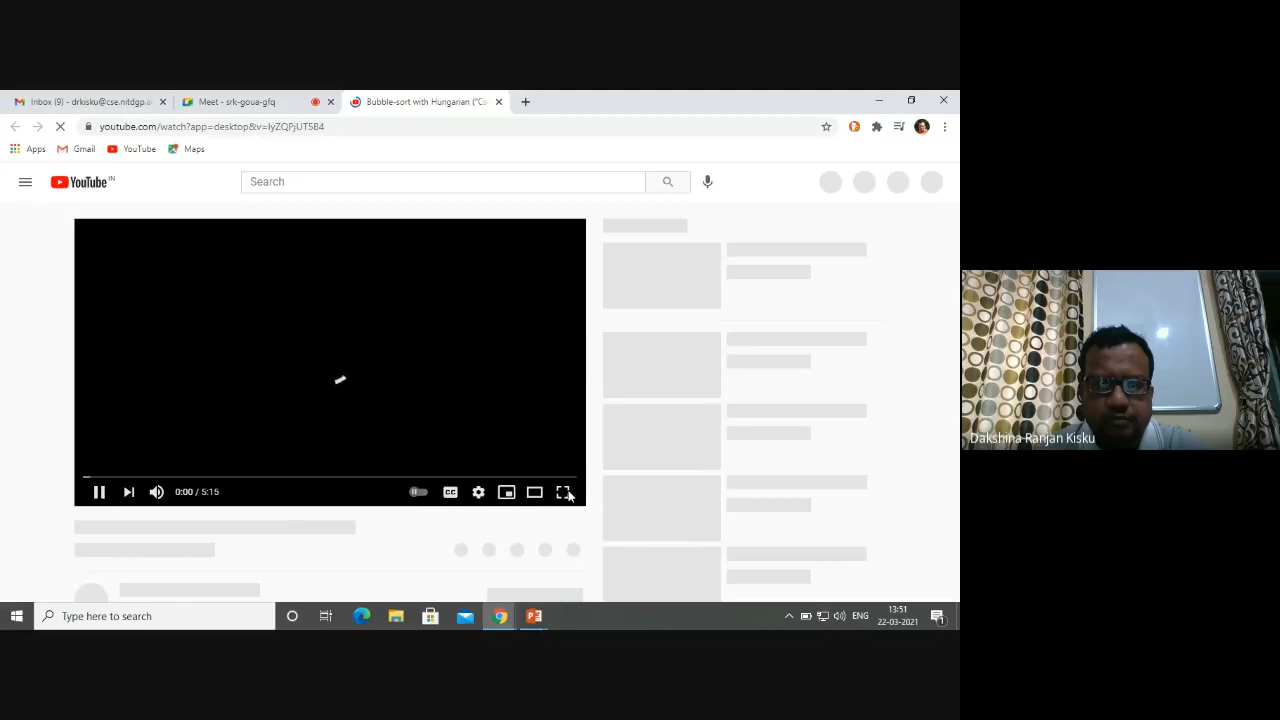 Inbox (9) - drkisku@cse.nitdgp.a
Meet - srk-goua-gfq
Bubble-sort with Hungarian ("Cs
youtube.com/watch?app=desktop&v=lyZQPjUT5B4
Apps
Gmail
YouTube
Maps
YouTube IN
Search
0:00 / 5:15
CC
Dakshina Ranjan Kisku
Type here to search
ENG
13:51
22-03-2021
1